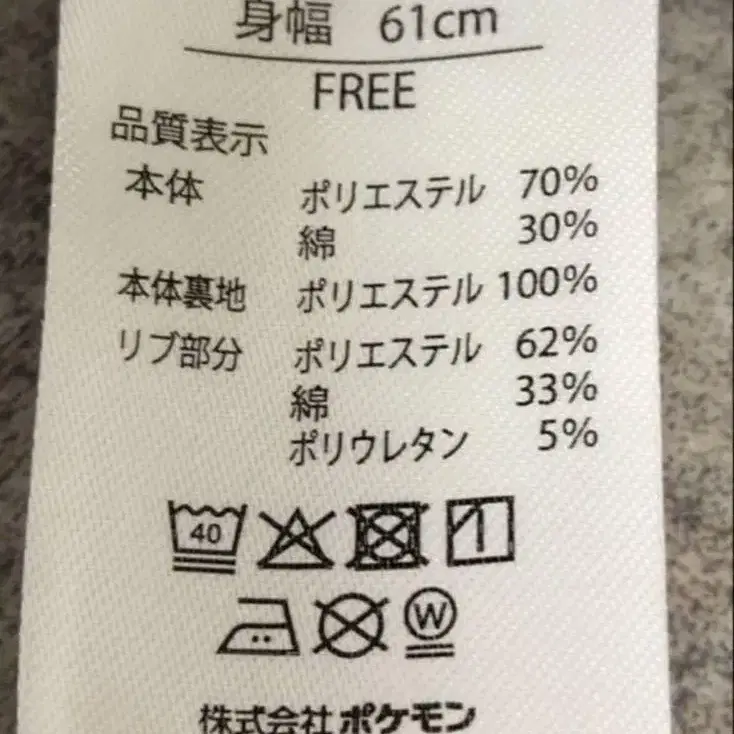 身幅 61cm
FREE
品質表示
本体 ポリエステル 70%
綿 30%
本体裏地 ポリエステル 100%
リブ部分 ポリエステル 62%
綿 33%
ポリウレタン 5%
40
W
株式会社ポケモン